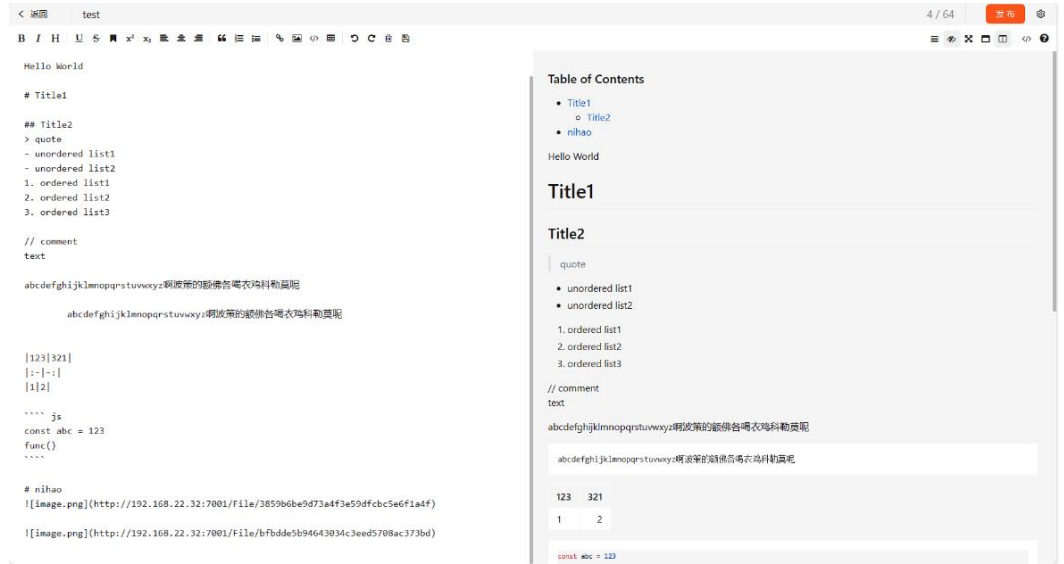 返回 test 4 / 64 发布
B I H U S x² x₂
Hello World
# Title1
## Title2
> quote
- unordered list1
- unordered list2
1. ordered list1
2. ordered list2
3. ordered list3
// comment
text
abcdefghijklmnopqrstuvwxyz啊波策的额佛各喝衣鸡科勒莫呢
abcdefghijklmnopqrstuvwxyz啊波策的额佛各喝衣鸡科勒莫呢
|123|321|
|:-|-:|
|1|2|
```` js
const abc = 123
func()
````
# nihao
![image.png](http://192.168.22.32:7001/File/3859b6be9d73a4f3e59dfcbc5e6f1a4f)
![image.png](http://192.168.22.32:7001/File/bfbdde5b94643034c3eed5708ac373bd)
Table of Contents
Title1
Title2
nihao
Hello World
Title1
Title2
quote
unordered list1
unordered list2
1. ordered list1
2. ordered list2
3. ordered list3
// comment
text
abcdefghijklmnopqrstuvwxyz啊波策的额佛各喝衣鸡科勒莫呢
abcdefghijklmnopqrstuvwxyz啊波策的额佛各喝衣鸡科勒莫呢
123 321
1 2
const abc = 123